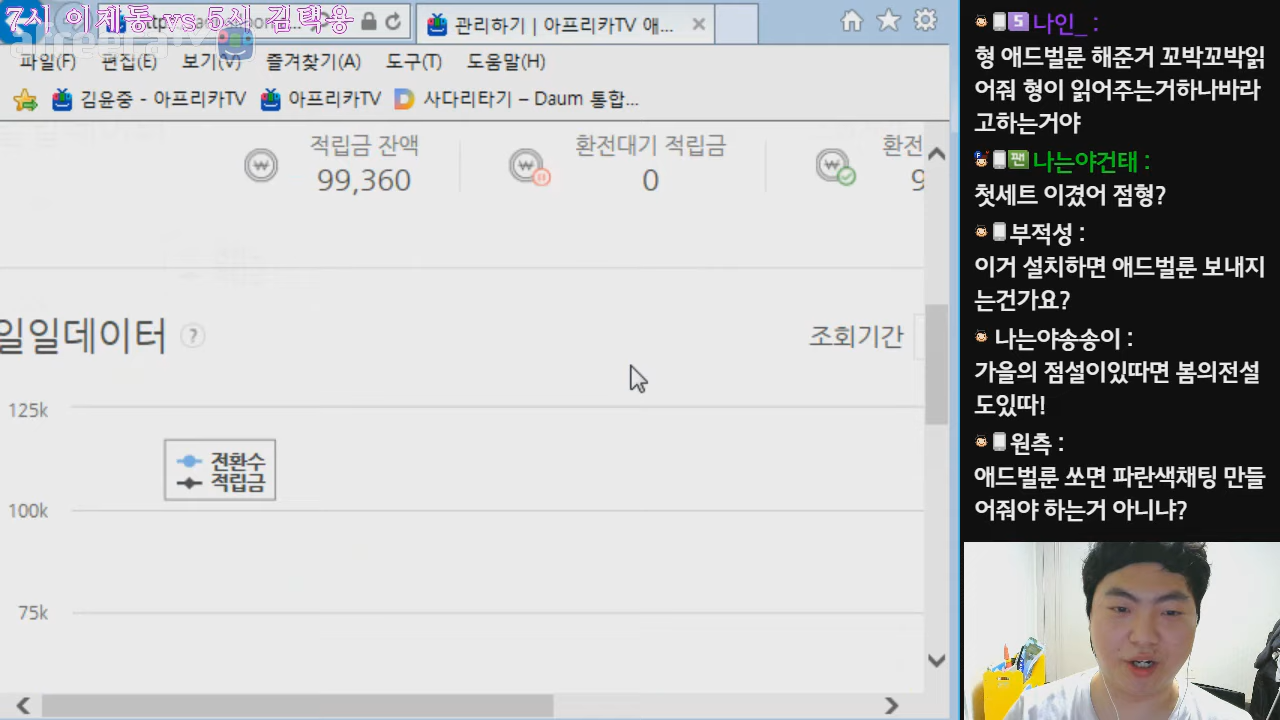 7시 이제동 vs 5시 김택용
관리하기 | 아프리카TV 애...
파일(F) 편집(E) 보기(V) 즐겨찾기(A) 도구(T) 도움말(H)
김윤중 - 아프리카TV 아프리카TV 사다리타기 – Daum 통합...
적립금 잔액 환전대기 적립금 환전
99,360 0 9
일일데이터 ? 조회기간
125k
전환수
적립금
100k
75k
5 나인_ :
형 애드벌룬 해준거 꼬박꼬박읽
어줘 형이 읽어주는거하나바라
고하는거야
팬 나는야건태 :
첫세트 이겼어 점형?
부적성 :
이거 설치하면 애드벌룬 보내지
는건가요?
나는야송송이 :
가을의 점설이있따면 봄의전설
도있따!
원측 :
애드벌룬 쏘면 파란색채팅 만들
어줘야 하는거 아니냐?